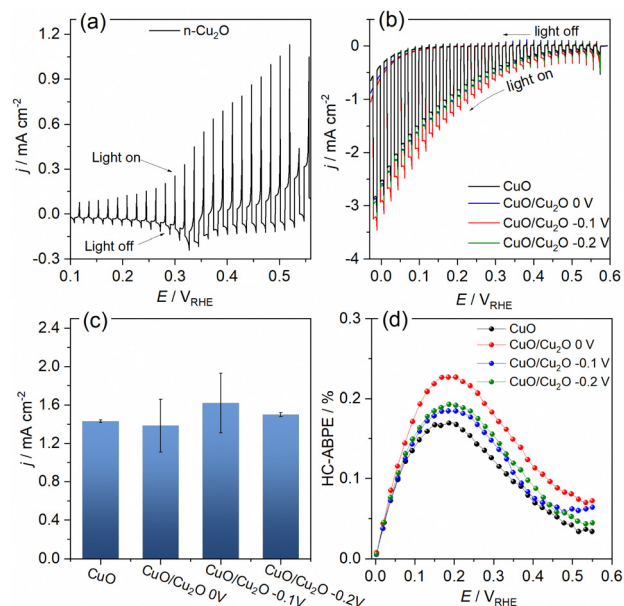 (a)
n-Cu₂O
1.2
0.9
0.6
0.3
0.0
-0.3
j / mA cm⁻²
Light on
Light off
0.1 0.2 0.3 0.4 0.5
E / V_RHE
(b)
light off
light on
0
-1
-2
-3
-4
j / mA cm⁻²
CuO
CuO/Cu₂O 0 V
CuO/Cu₂O -0.1 V
CuO/Cu₂O -0.2 V
0.0 0.1 0.2 0.3 0.4 0.5 0.6
E / V_RHE
(c)
2.4
2.0
1.6
1.2
0.8
0.4
0.0
j / mA cm⁻²
CuO
CuO/Cu₂O 0V
CuO/Cu₂O -0.1V
CuO/Cu₂O -0.2V
(d)
0.3
0.2
0.1
0.0
HC-ABPE / %
CuO
CuO/Cu₂O 0 V
CuO/Cu₂O -0.1 V
CuO/Cu₂O -0.2 V
0.0 0.1 0.2 0.3 0.4 0.5 0.6
E / V_RHE